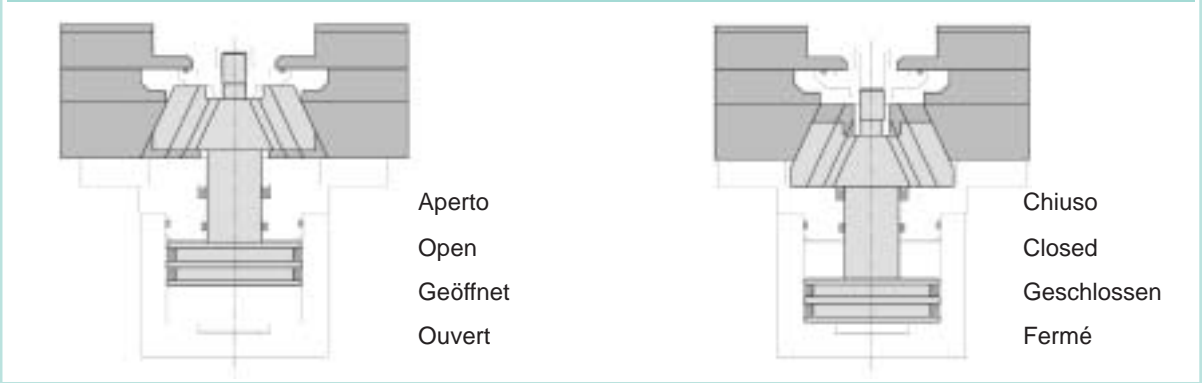 Aperto
Open
Geöffnet
Ouvert
Chiuso
Closed
Geschlossen
Fermé